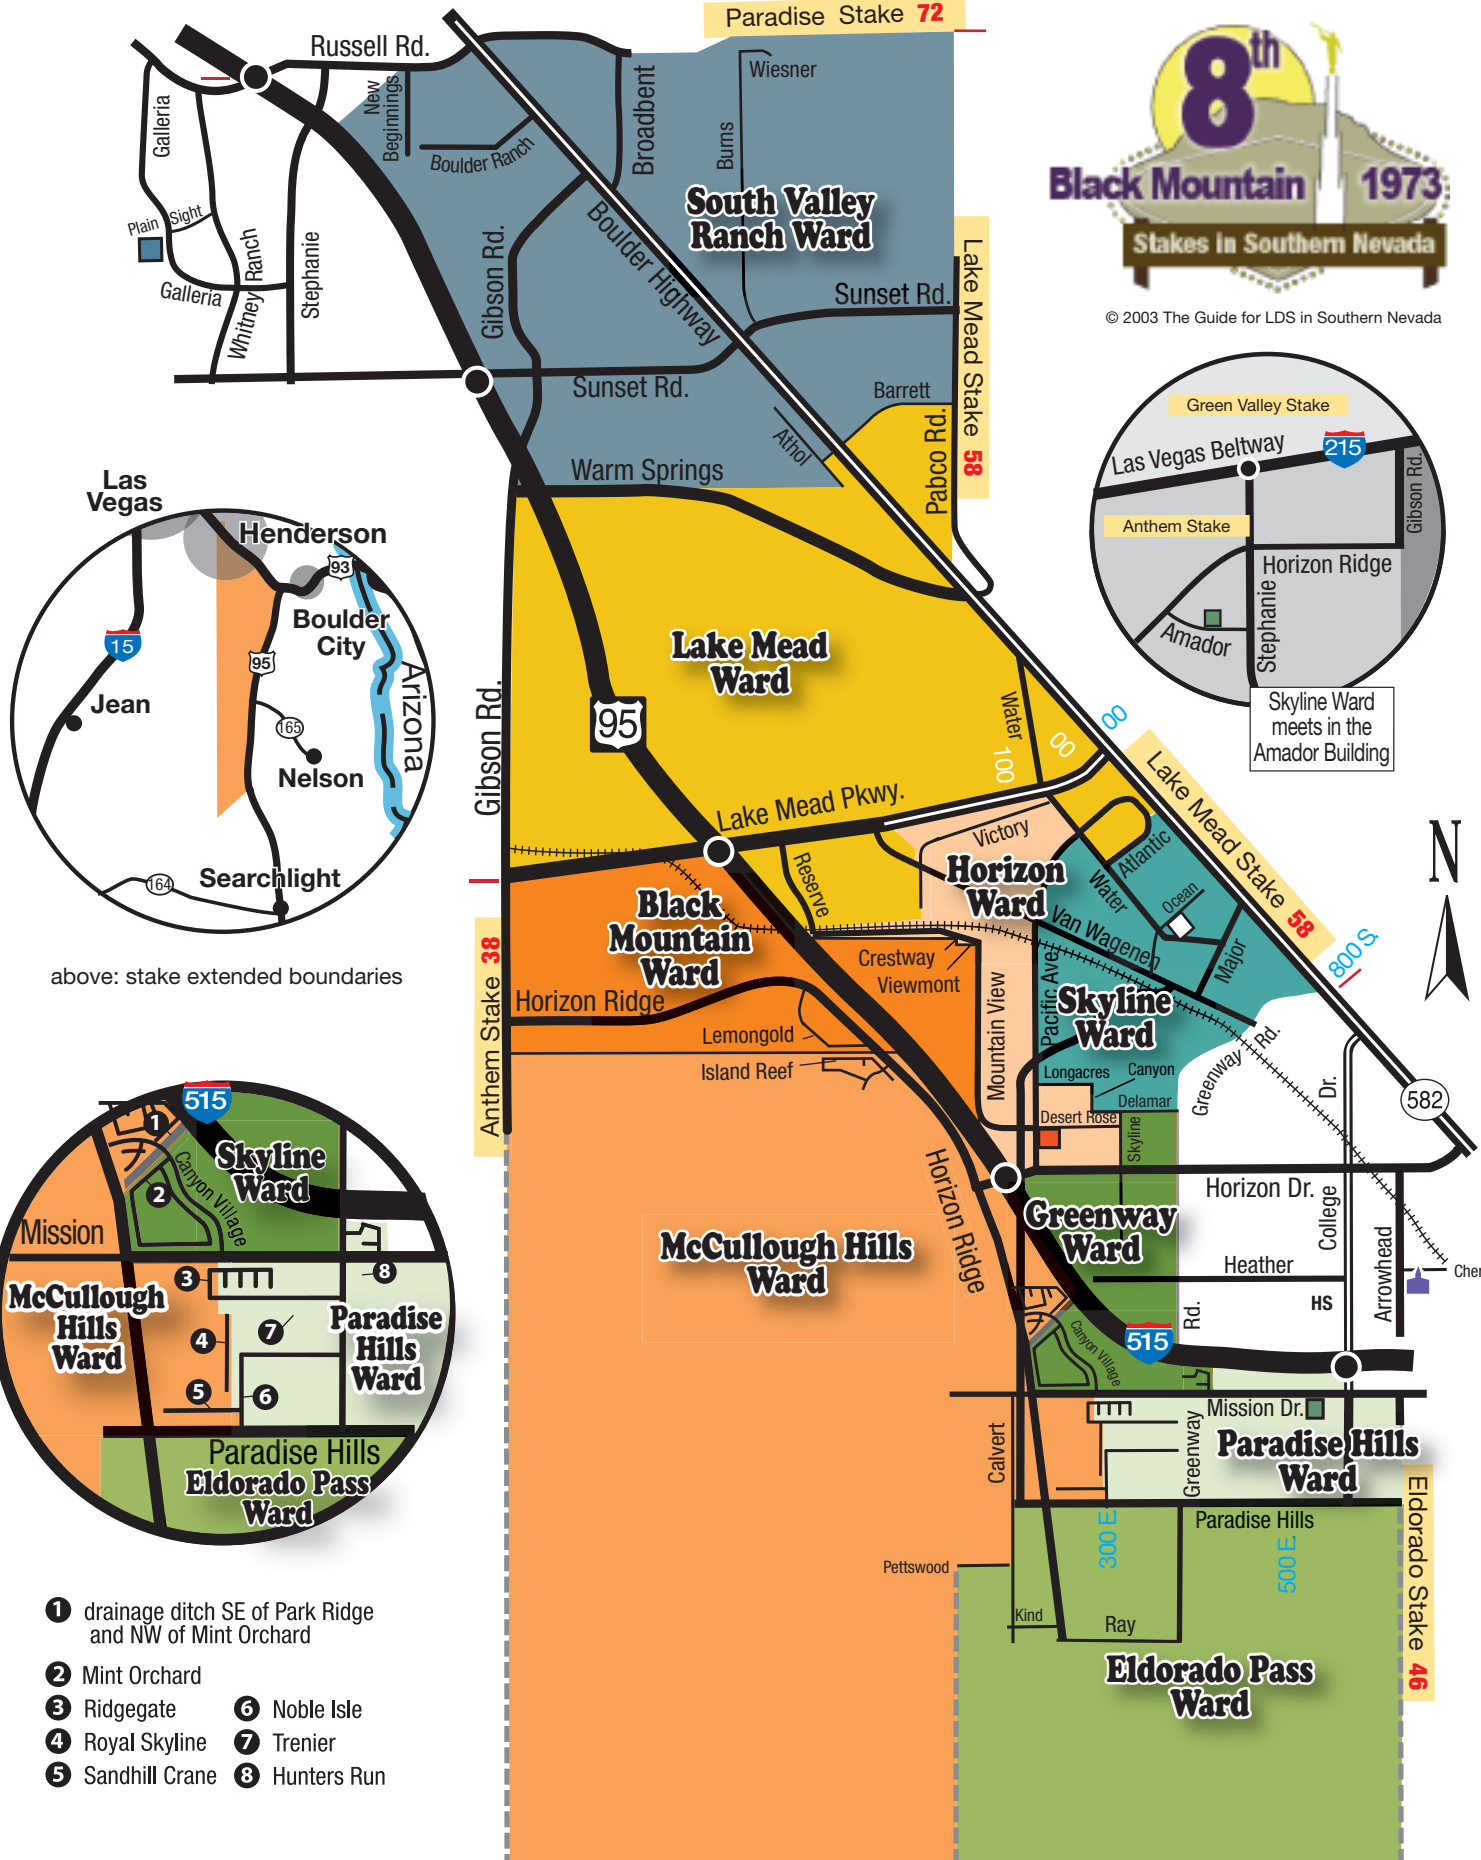 Paradise Stake 72
Russell Rd.
New
Beginnings
Boulder Ranch
Broadbent
Wiesner
Burns
Galleria
Plain Sight
Galleria
Whitney Ranch
Stephanie
Gibson Rd.
Boulder Highway
South Valley
Ranch Ward
Sunset Rd.
Lake Mead Stake 58
Sunset Rd.
Barrett
Athol
Pabco Rd.
Warm Springs
8th
Black Mountain 1973
Stakes in Southern Nevada
© 2003 The Guide for LDS in Southern Nevada
Green Valley Stake
Las Vegas Beltway
215
Gibson Rd.
Anthem Stake
Horizon Ridge
Amador
Stephanie
Skyline Ward
meets in the
Amador Building
Las
Vegas
Henderson
93
Boulder
City
15
95
Arizona
Jean
165
Nelson
164
Searchlight
above: stake extended boundaries
Lake Mead
Ward
95
Gibson Rd.
Water
100
00
00
Lake Mead Pkwy.
Lake Mead Stake 58
800 S.
N
Victory
Horizon
Ward
Reserve
Atlantic
Water
Ocean
Van Wagenen
Major
Black
Mountain
Ward
Anthem Stake 38
Horizon Ridge
Crestway
Viewmont
Lemongold
Island Reef
Mountain View
Pacific Ave.
Skyline
Ward
Longacres
Canyon
Delamar
Desert Rose
Skyline
Greenway Rd.
582
Horizon Dr.
College Dr.
Arrowhead
Heather
HS
Cher
Horizon Ridge
Greenway
Ward
McCullough Hills
Ward
Canyon Village
515
Rd.
Mission Dr.
Greenway
Calvert
Paradise Hills
Ward
Paradise Hills
300 E
500 E
Eldorado Stake 46
Pettswood
Kind
Ray
Eldorado Pass
Ward
515
1
Skyline
Ward
2
Canyon Village
Mission
3
8
McCullough
Hills
Ward
4
7
Paradise
Hills
Ward
5
6
Paradise Hills
Eldorado Pass
Ward
1 drainage ditch SE of Park Ridge
and NW of Mint Orchard
2 Mint Orchard
3 Ridgegate
6 Noble Isle
4 Royal Skyline
7 Trenier
5 Sandhill Crane
8 Hunters Run